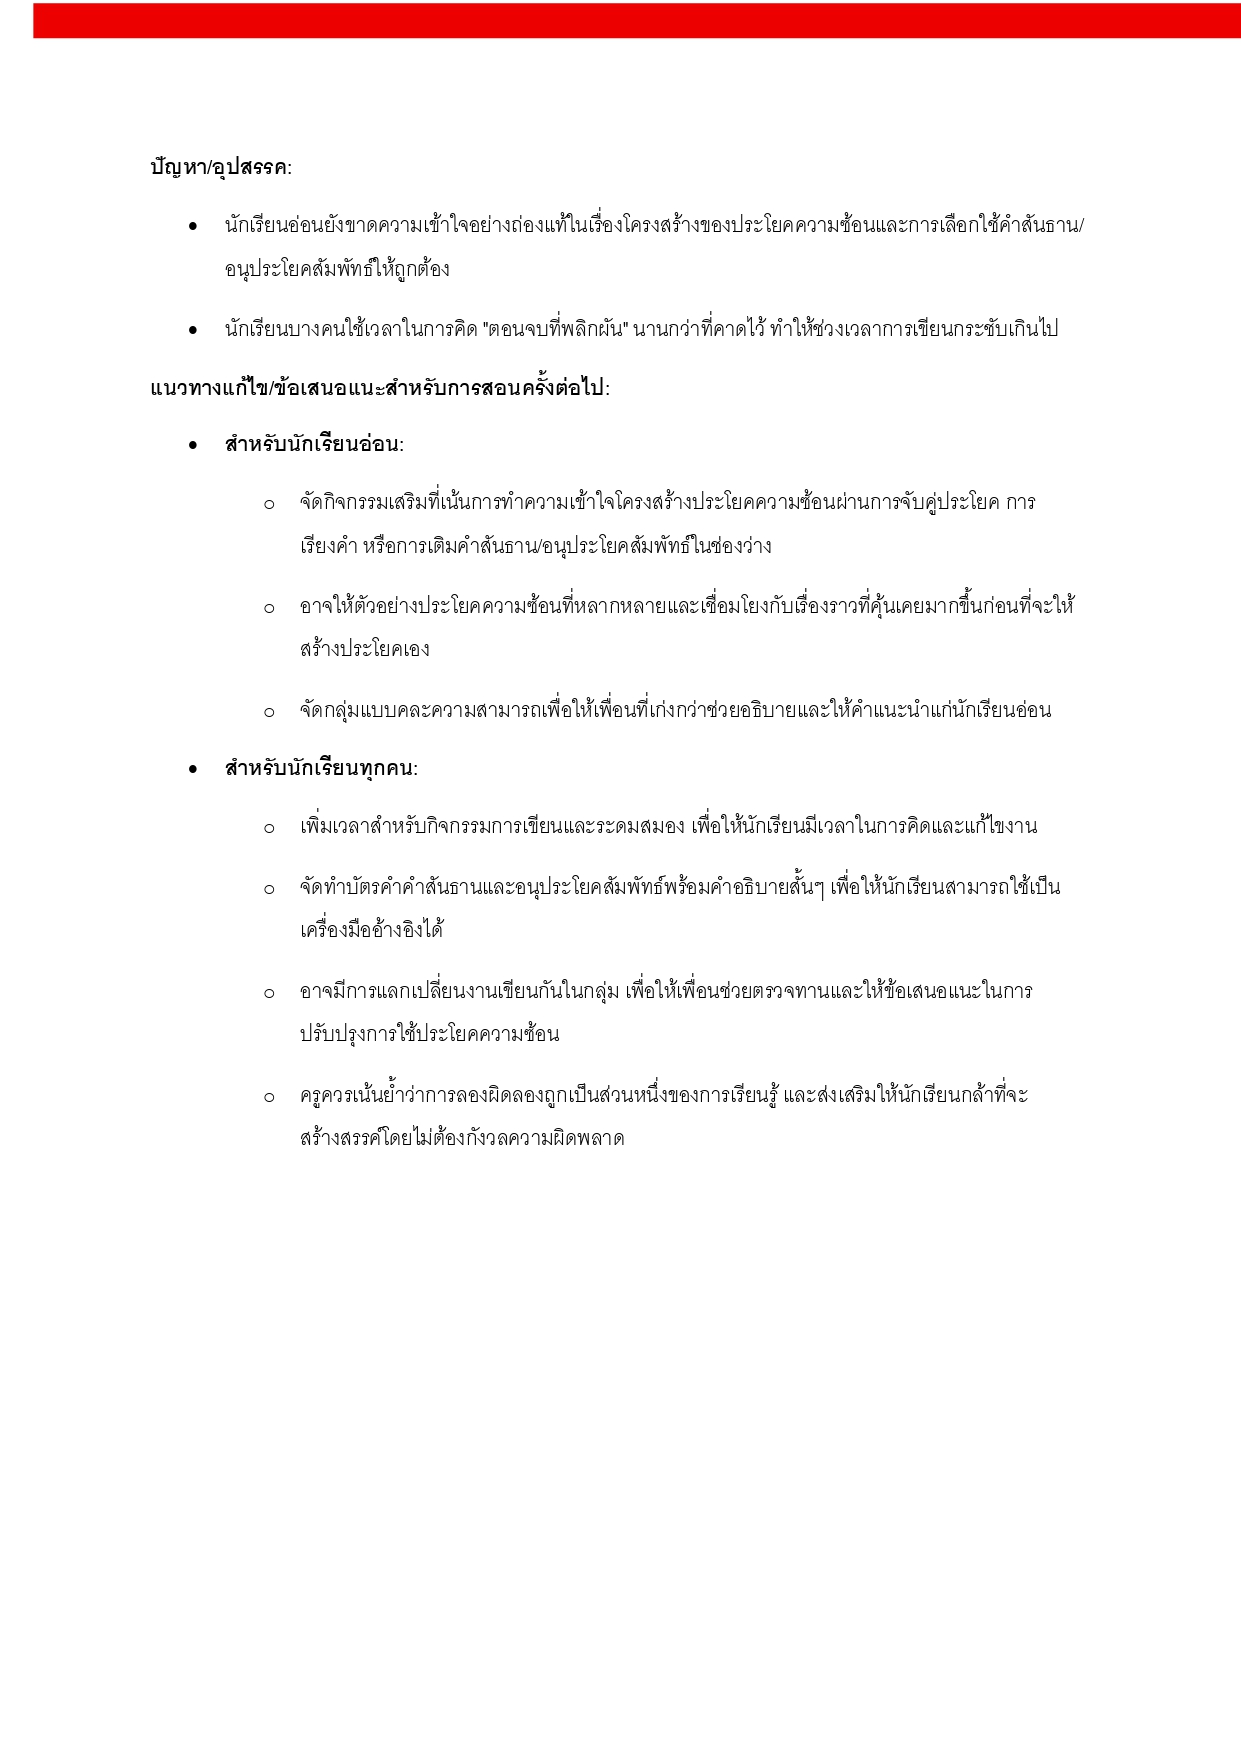 ปัญหา/อุปสรรค:
• นักเรียนอ่อนยังขาดความเข้าใจอย่างถ่องแท้ในเรื่องโครงสร้างของประโยคความซ้อนและการเลือกใช้คำสันธาน/
อนุประโยคสัมพัทธ์ให้ถูกต้อง
• นักเรียนบางคนใช้เวลาในการคิด "ตอนจบที่พลิกผัน" นานกว่าที่คาดไว้ ทำให้ช่วงเวลาการเขียนกระชับเกินไป
แนวทางแก้ไข/ข้อเสนอแนะสำหรับการสอนครั้งต่อไป:
• สำหรับนักเรียนอ่อน:
o จัดกิจกรรมเสริมที่เน้นการทำความเข้าใจโครงสร้างประโยคความซ้อนผ่านการจับคู่ประโยค การ
เรียงคำ หรือการเติมคำสันธาน/อนุประโยคสัมพัทธ์ในช่องว่าง
o อาจให้ตัวอย่างประโยคความซ้อนที่หลากหลายและเชื่อมโยงกับเรื่องราวที่คุ้นเคยมากขึ้นก่อนที่จะให้
สร้างประโยคเอง
o จัดกลุ่มแบบคละความสามารถเพื่อให้เพื่อนที่เก่งกว่าช่วยอธิบายและให้คำแนะนำแก่นักเรียนอ่อน
• สำหรับนักเรียนทุกคน:
o เพิ่มเวลาสำหรับกิจกรรมการเขียนและระดมสมอง เพื่อให้นักเรียนมีเวลาในการคิดและแก้ไขงาน
o จัดทำบัตรคำคำสันธานและอนุประโยคสัมพัทธ์พร้อมคำอธิบายสั้นๆ เพื่อให้นักเรียนสามารถใช้เป็น
เครื่องมืออ้างอิงได้
o อาจมีการแลกเปลี่ยนงานเขียนกันในกลุ่ม เพื่อให้เพื่อนช่วยตรวจทานและให้ข้อเสนอแนะในการ
ปรับปรุงการใช้ประโยคความซ้อน
o ครูควรเน้นย้ำว่าการลองผิดลองถูกเป็นส่วนหนึ่งของการเรียนรู้ และส่งเสริมให้นักเรียนกล้าที่จะ
สร้างสรรค์โดยไม่ต้องกังวลความผิดพลาด